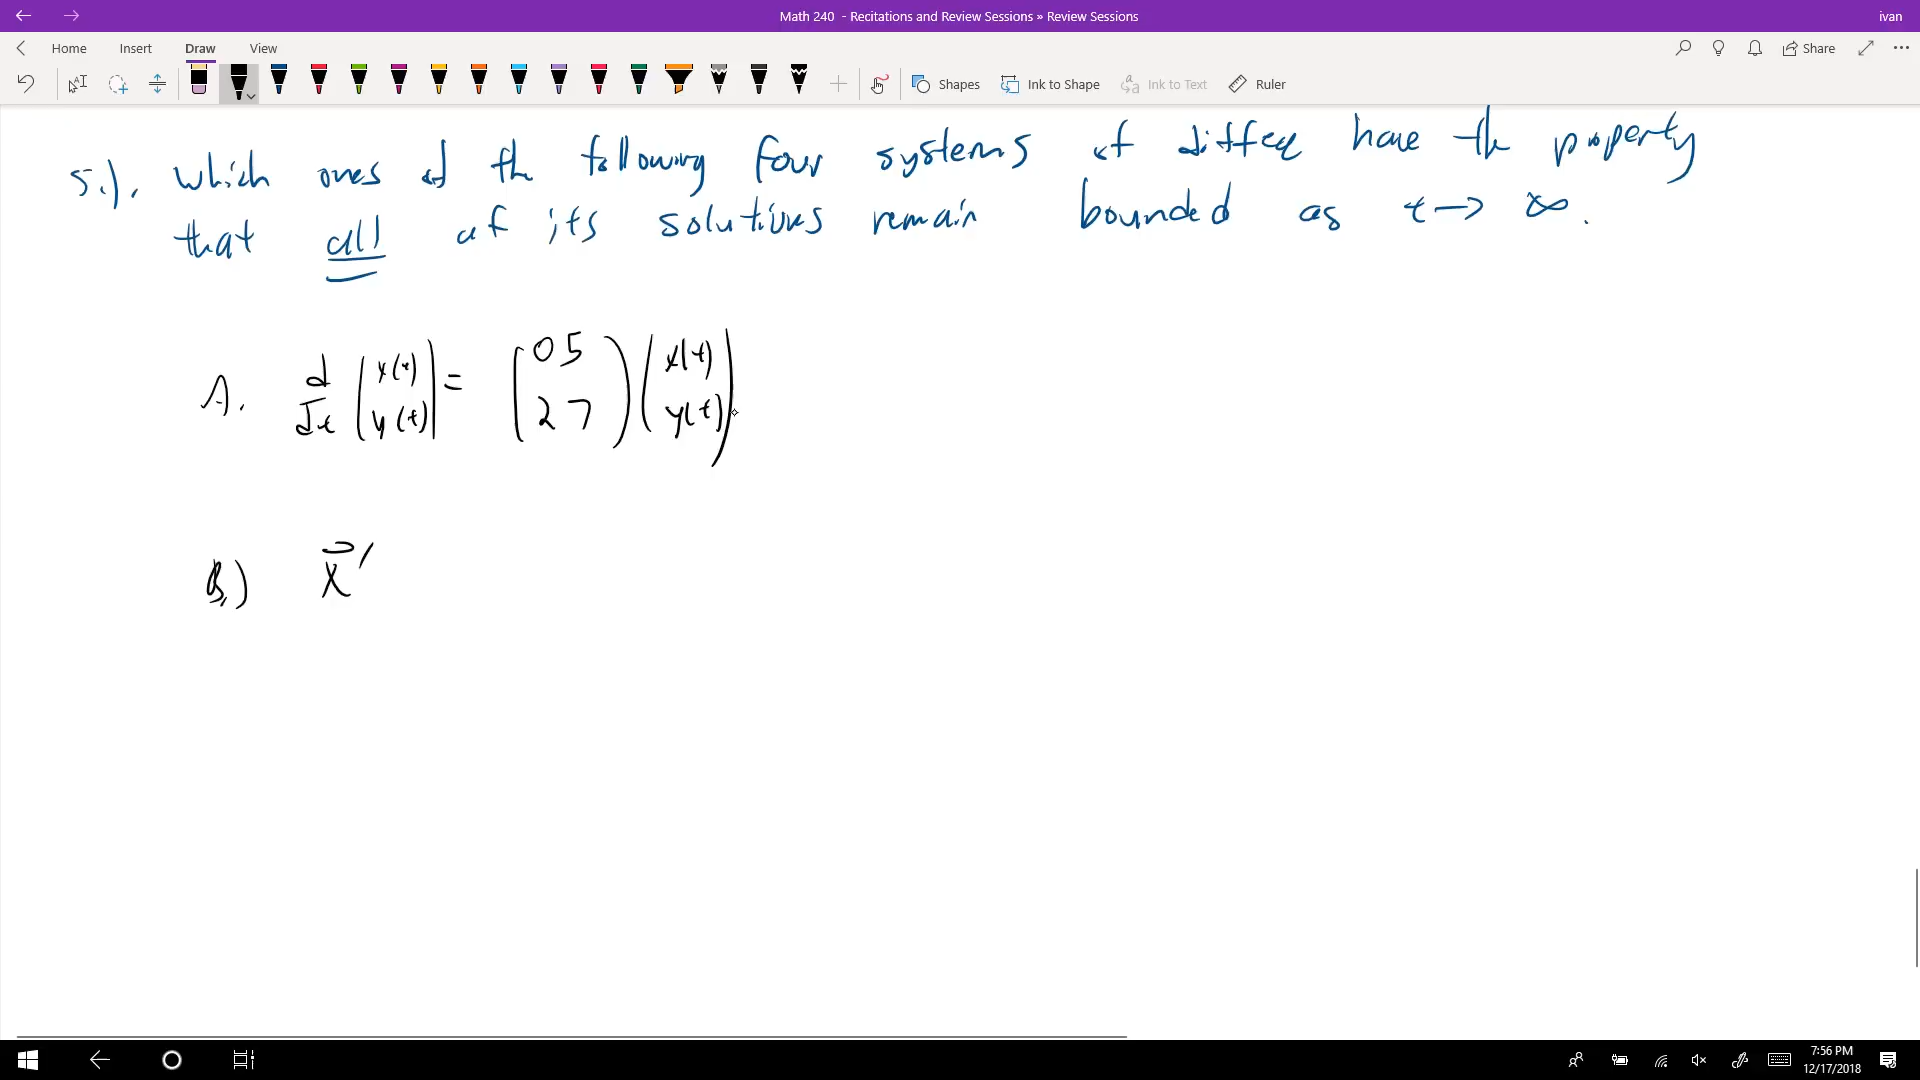 Math 240 - Recitations and Review Sessions » Review Sessions
ivan
Home Insert Draw View
Share
Shapes Ink to Shape Ink to Text Ruler
5.). which ones of the following four systems of diffeq have the property
that all of its solutions remain bounded as t → ∞.
A. d/dt (x(t) y(t)) = (0 5 2 7) (x(t) y(t))
B.) x⃗'
7:56 PM
12/17/2018